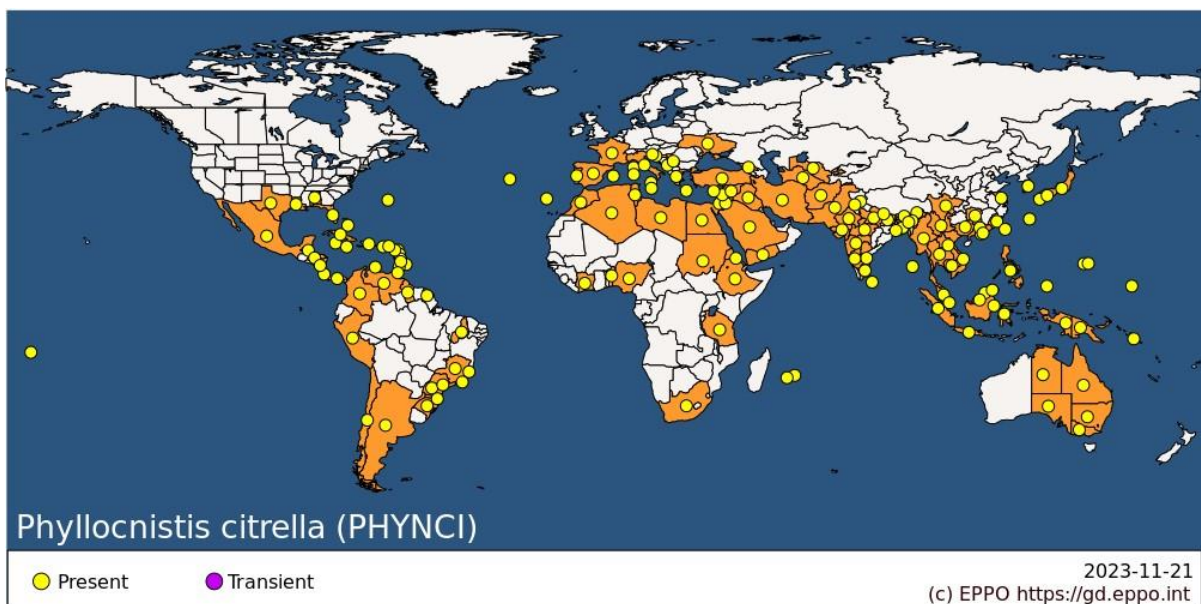 Phyllocnistis citrella (PHYNCI)
Present
Transient
2023-11-21
(c) EPPO https://gd.eppo.int